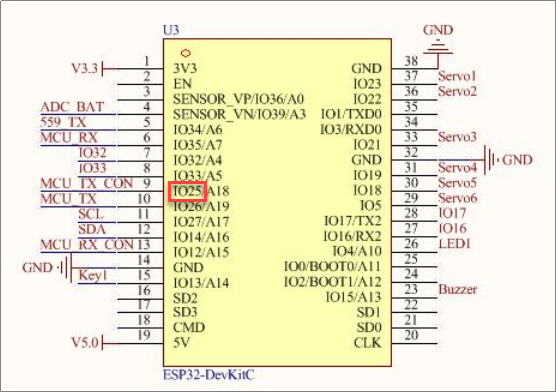 U3
GND
V3.3 1 3V3 GND 38
2 EN IO23 37 Servo1
3 SENSOR_VP/IO36/A0 IO22 36 Servo2
ADC_BAT 4 SENSOR_VN/IO39/A3 IO1/TXD0 35
559_TX 5 IO34/A6 IO3/RXD0 34
MCU_RX 6 IO35/A7 IO21 33 Servo3
IO32 7 IO32/A4 GND 32 GND
IO33 8 IO33/A5 IO19 31 Servo4
MCU_TX_CON 9 IO25/A18 IO18 30 Servo5
MCU_TX 10 IO26/A19 IO5 29 Servo6
SCL 11 IO27/A17 IO17/TX2 28 IO17
SDA 12 IO14/A16 IO16/RX2 27 IO16
MCU_RX_CON 13 IO12/A15 IO4/A10 26 LED1
GND 14 GND IO0/BOOT0/A11 25
Key1 15 IO13/A14 IO2/BOOT1/A12 24
16 SD2 IO15/A13 23 Buzzer
17 SD3 SD1 22
18 CMD SD0 21
V5.0 19 5V CLK 20
ESP32-DevKitC